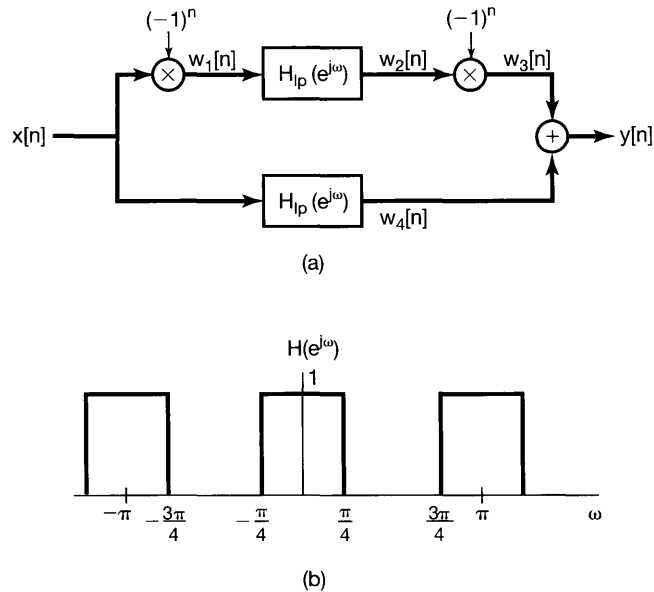 (−1)ⁿ (−1)ⁿ
w₁[n] w₂[n] w₃[n]
H_lp (e^jω)
x[n] y[n]
H_lp (e^jω)
w₄[n]
(a)
H(e^jω)
1
−π −3π/4 −π/4 π/4 3π/4 π ω
(b)